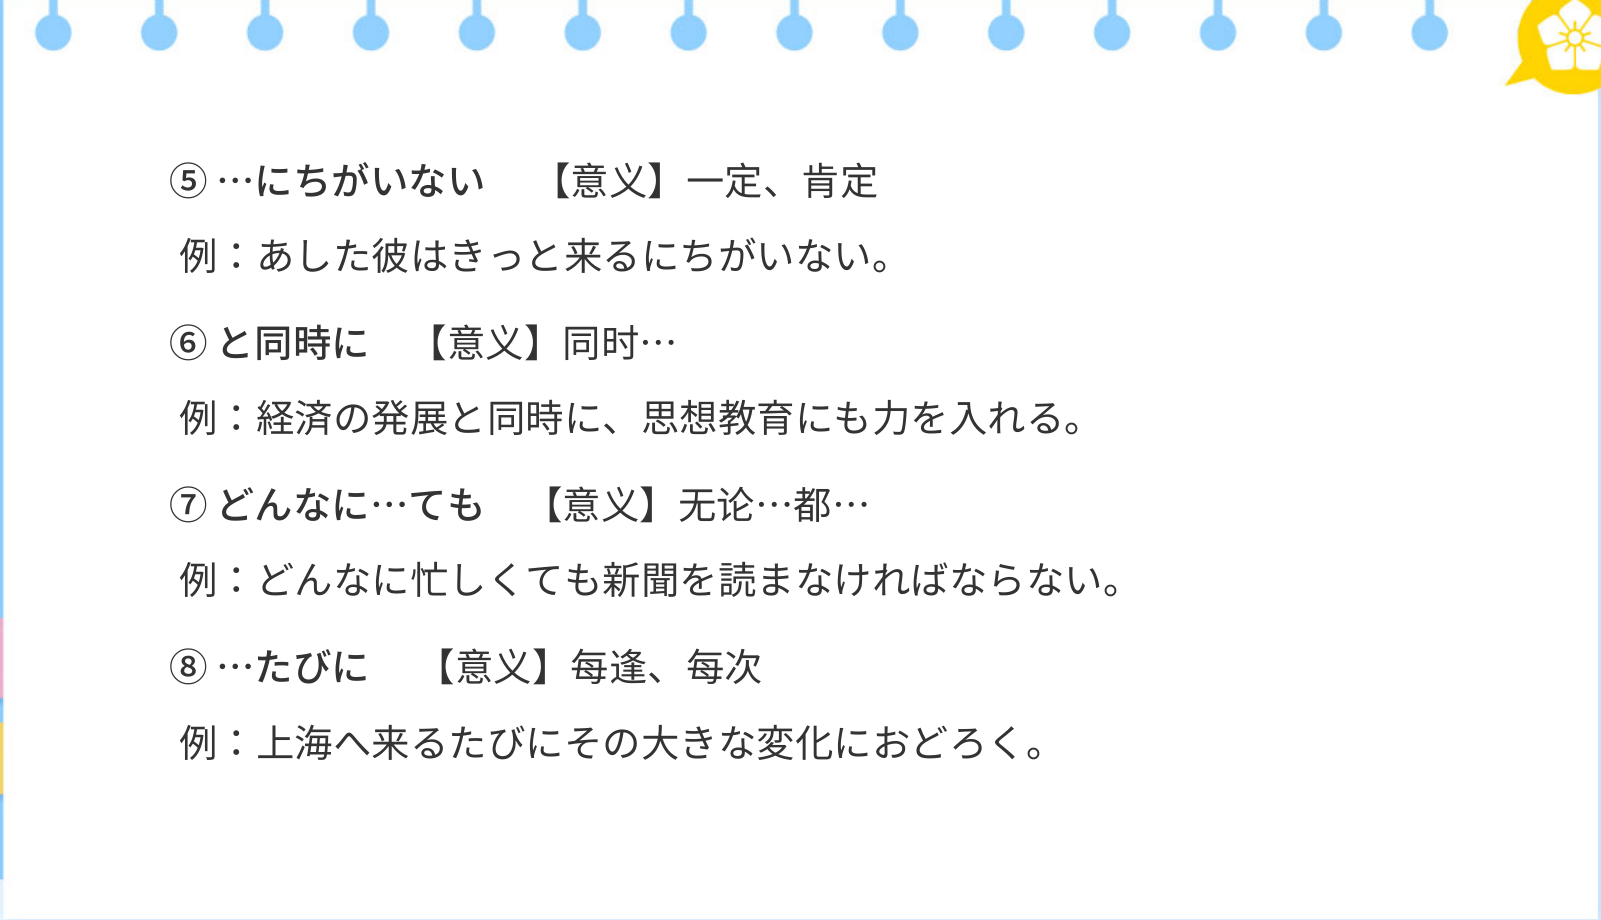 ⑤ …にちがいない 【意义】一定、肯定
例：あした彼はきっと来るにちがいない。
⑥ と同時に 【意义】同时…
例：経済の発展と同時に、思想教育にも力を入れる。
⑦ どんなに…ても 【意义】无论…都…
例：どんなに忙しくても新聞を読まなければならない。
⑧ …たびに 【意义】每逢、每次
例：上海へ来るたびにその大きな変化におどろく。